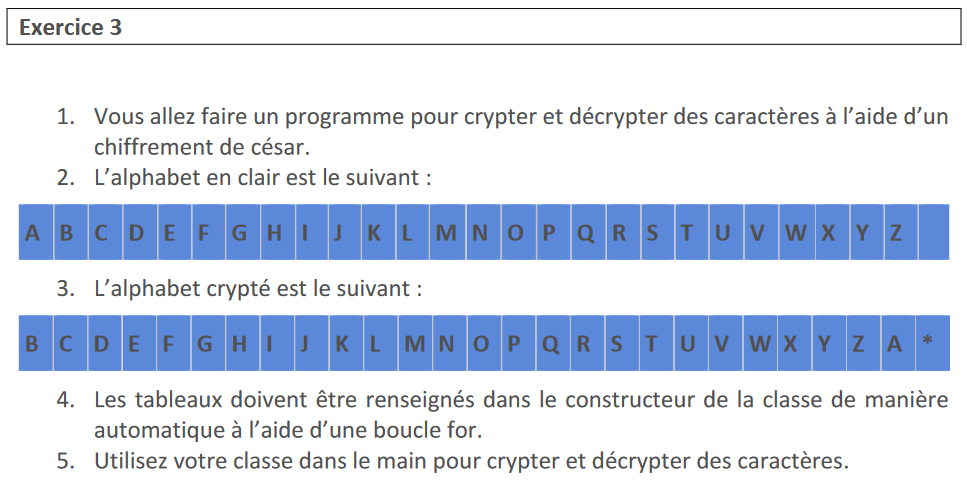 Exercice 3
1. Vous allez faire un programme pour crypter et décrypter des caractères à l’aide d’un
chiffrement de césar.
2. L’alphabet en clair est le suivant :
A B C D E F G H I J K L M N O P Q R S T U V W X Y Z
3. L’alphabet crypté est le suivant :
B C D E F G H I J K L M N O P Q R S T U V W X Y Z A *
4. Les tableaux doivent être renseignés dans le constructeur de la classe de manière
automatique à l’aide d’une boucle for.
5. Utilisez votre classe dans le main pour crypter et décrypter des caractères.